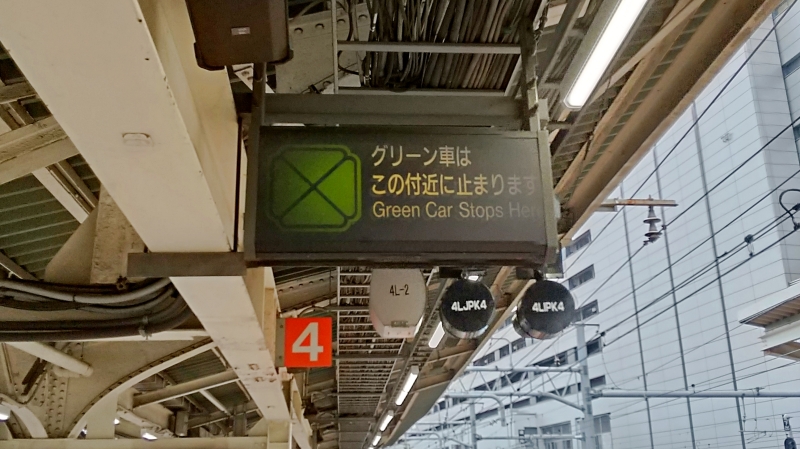 グリーン車は
この付近に止まります
Green Car Stops Here
4L-2
4LJPK4
4LIPK4
4